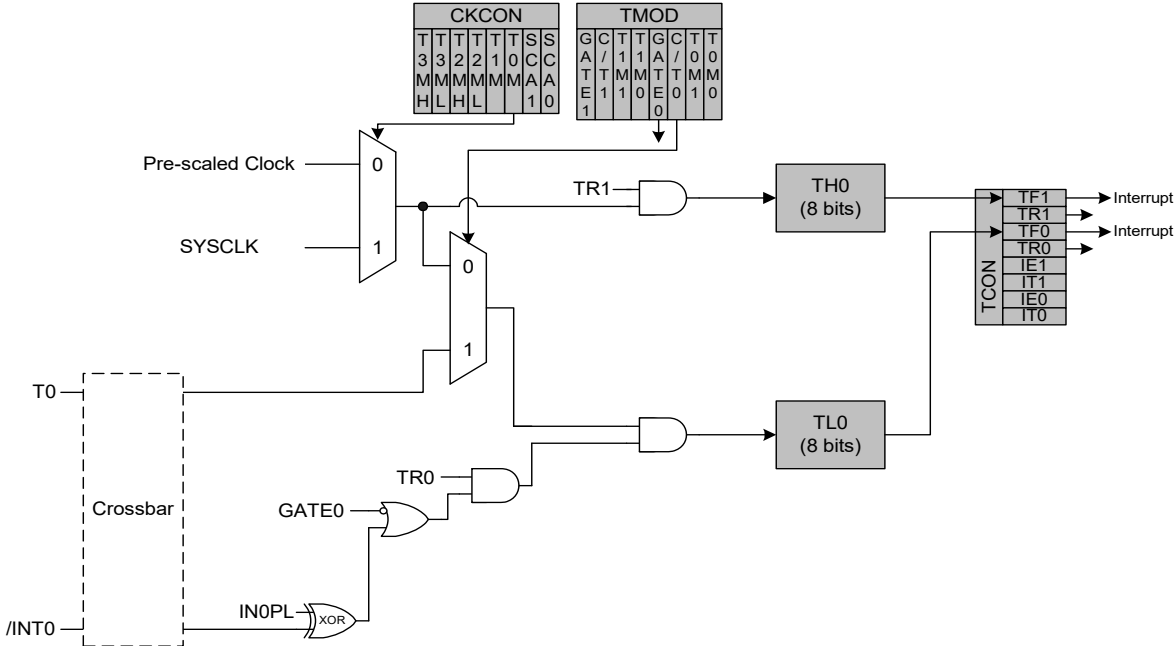 CKCON
T3MH
T3ML
T2MH
T2ML
T1M
T0M
SCA1
SCA0
TMOD
GATE1
C/T1
T1M1
T1M0
GATE0
C/T0
T0M1
T0M0
Pre-scaled Clock
0
SYSCLK
1
TR1
TH0
(8 bits)
TCON
TF1
TR1
TF0
TR0
IE1
IT1
IE0
IT0
Interrupt
Interrupt
0
1
T0
Crossbar
TL0
(8 bits)
TR0
GATE0
IN0PL
XOR
/INT0